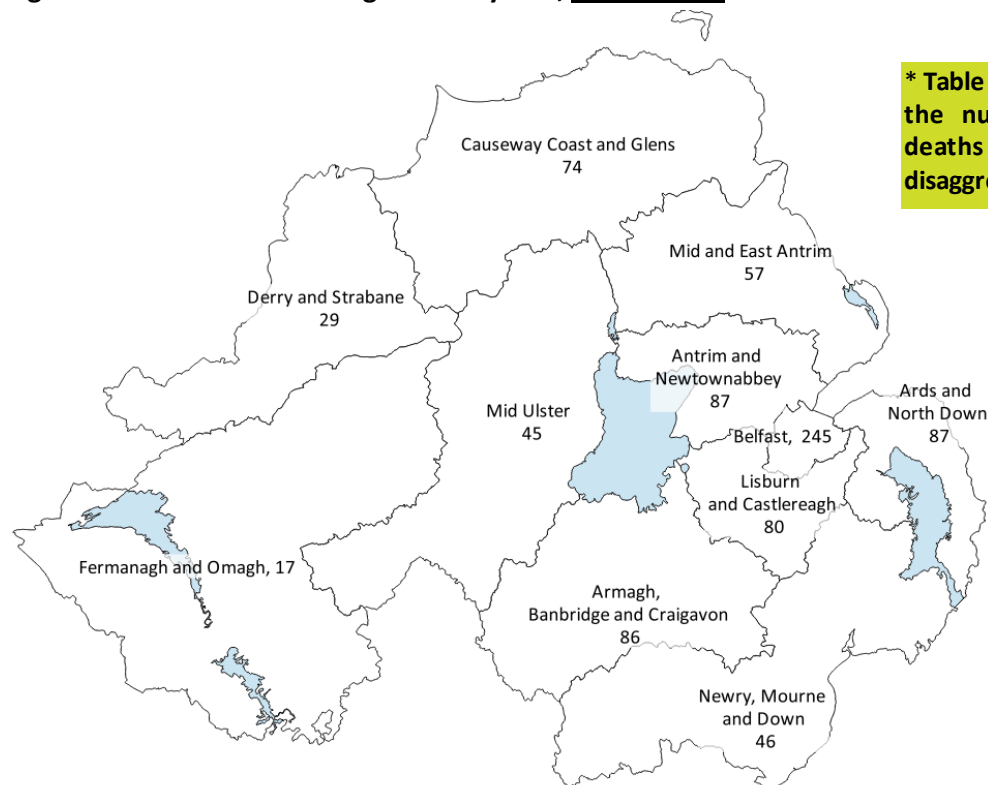 * Table
the nu
deaths
disaggre
Causeway Coast and Glens
74
Mid and East Antrim
57
Derry and Strabane
29
Antrim and
Newtownabbey
87
Ards and
North Down
87
Mid Ulster
45
Belfast, 245
Lisburn
and Castlereagh
80
Fermanagh and Omagh, 17
Armagh,
Banbridge and Craigavon
86
Newry, Mourne
and Down
46